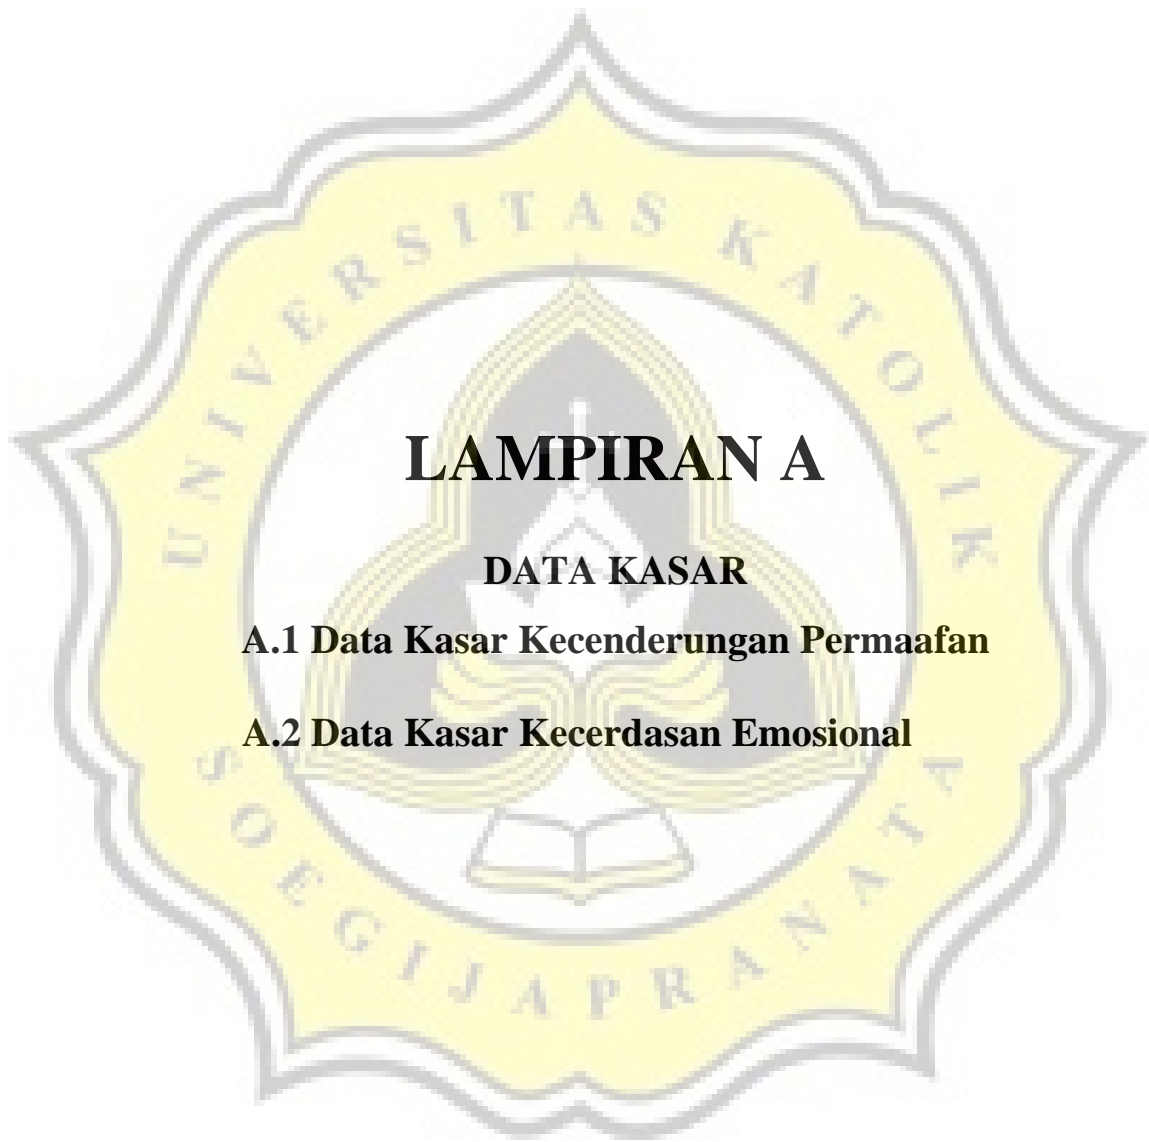 UNIVERSITAS KATOLIK
LAMPIRAN A
DATA KASAR
A.1 Data Kasar Kecenderungan Permaafan
A.2 Data Kasar Kecerdasan Emosional
SOEGIJAPRANATA